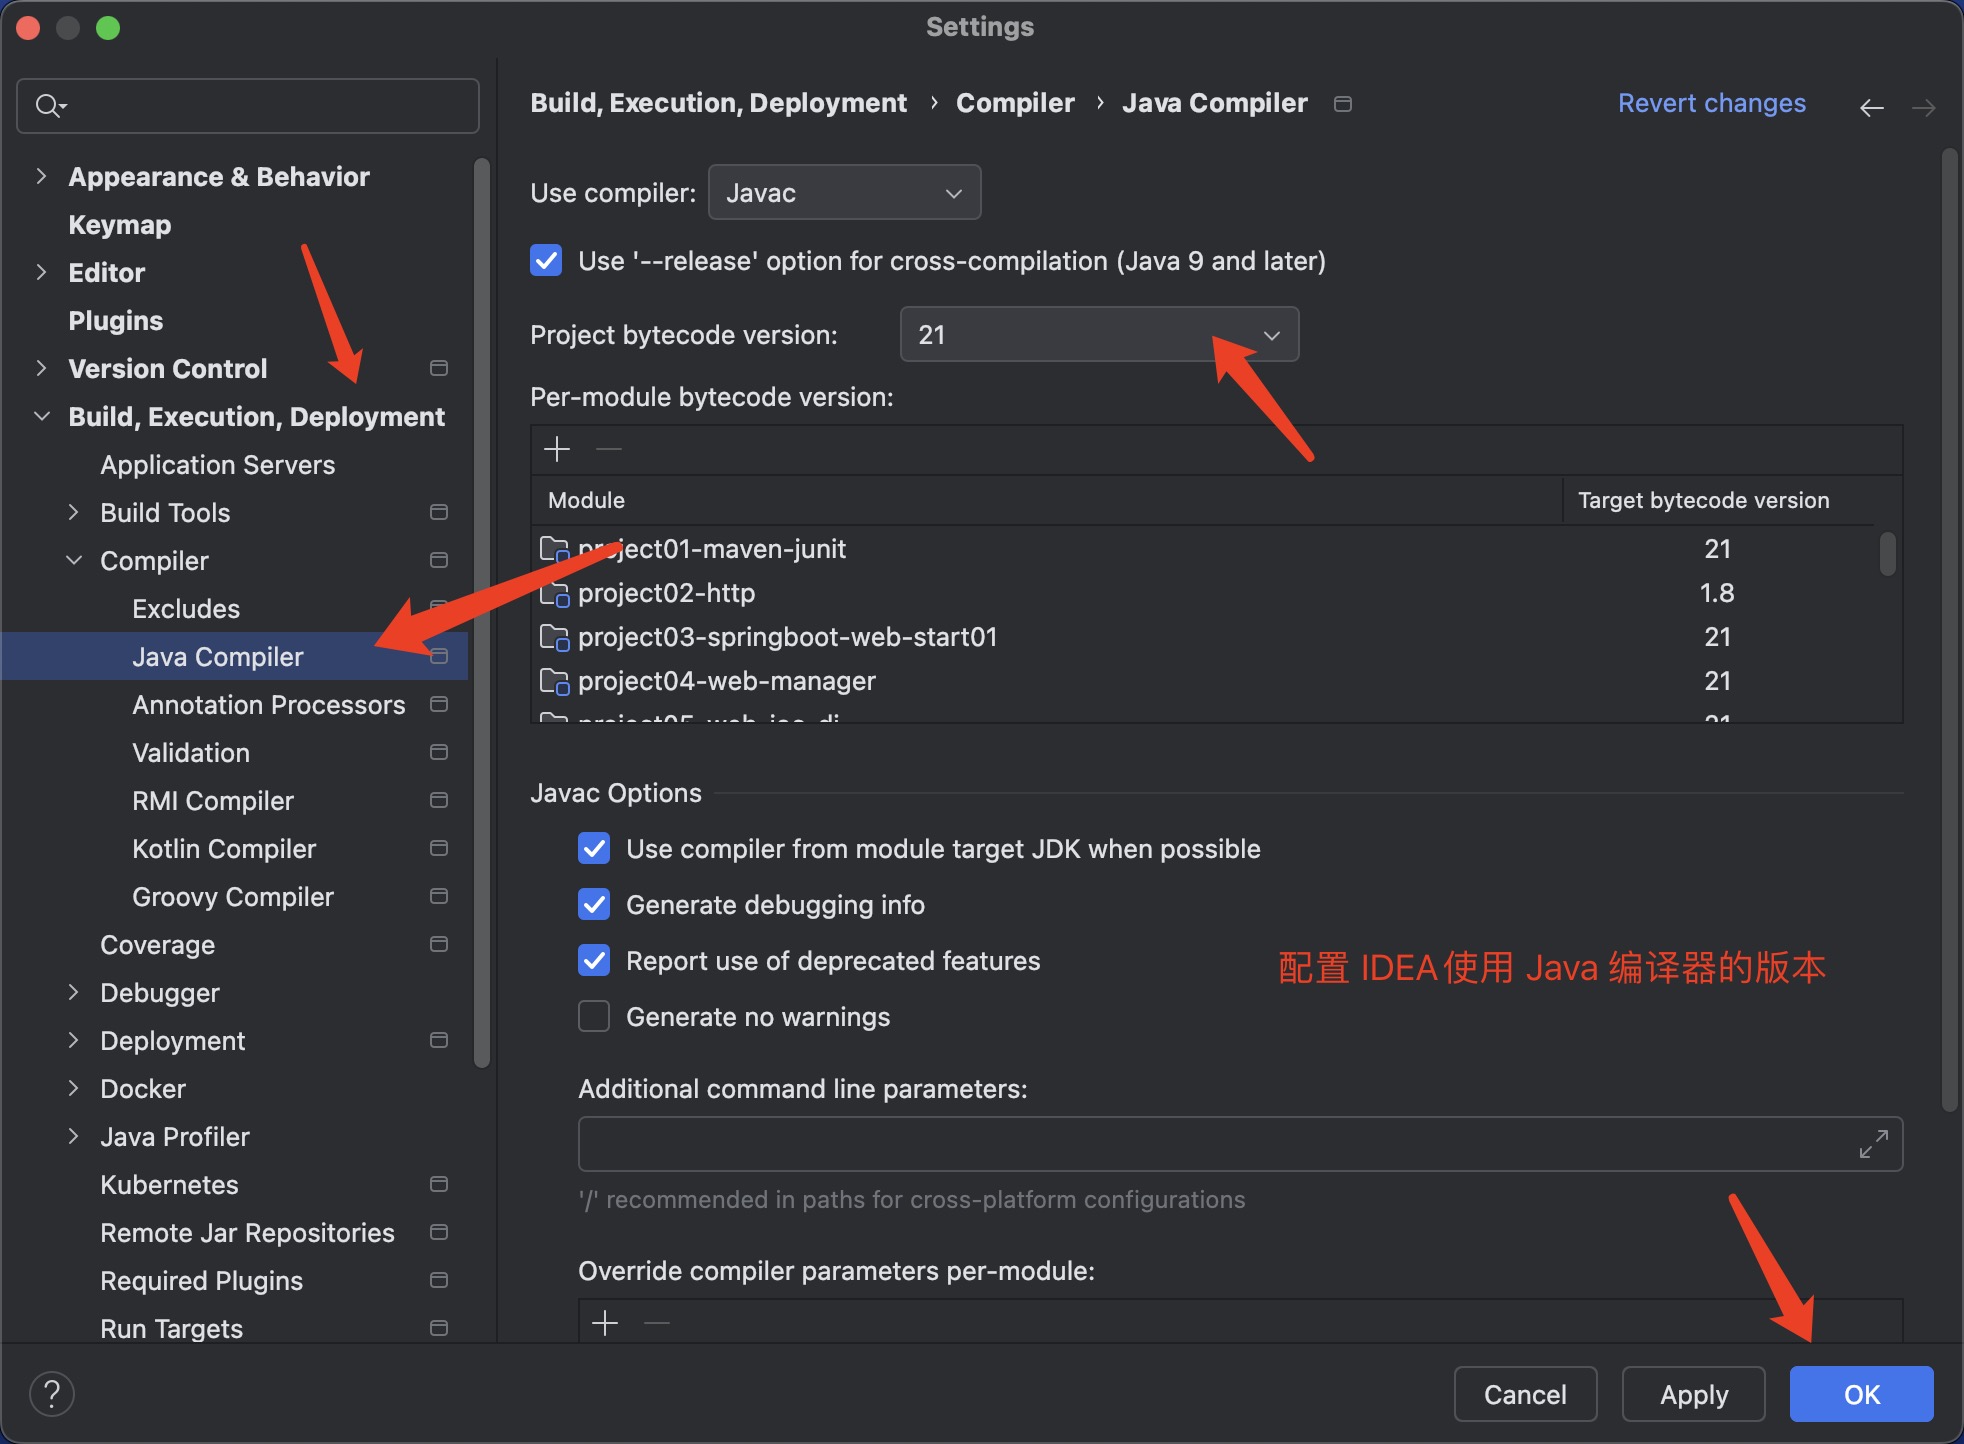 Settings
Build, Execution, Deployment › Compiler › Java Compiler
Revert changes
Appearance & Behavior
Keymap
Editor
Plugins
Version Control
Build, Execution, Deployment
Application Servers
Build Tools
Compiler
Excludes
Java Compiler
Annotation Processors
Validation
RMI Compiler
Kotlin Compiler
Groovy Compiler
Coverage
Debugger
Deployment
Docker
Java Profiler
Kubernetes
Remote Jar Repositories
Required Plugins
Run Targets
Use compiler: Javac
Use '--release' option for cross-compilation (Java 9 and later)
Project bytecode version: 21
Per-module bytecode version:
Module Target bytecode version
project01-maven-junit 21
project02-http 1.8
project03-springboot-web-start01 21
project04-web-manager 21
project05-web-ioc-di 21
Javac Options
Use compiler from module target JDK when possible
Generate debugging info
Report use of deprecated features
配置 IDEA使用 Java 编译器的版本
Generate no warnings
Additional command line parameters:
'/' recommended in paths for cross-platform configurations
Override compiler parameters per-module:
?
Cancel
Apply
OK